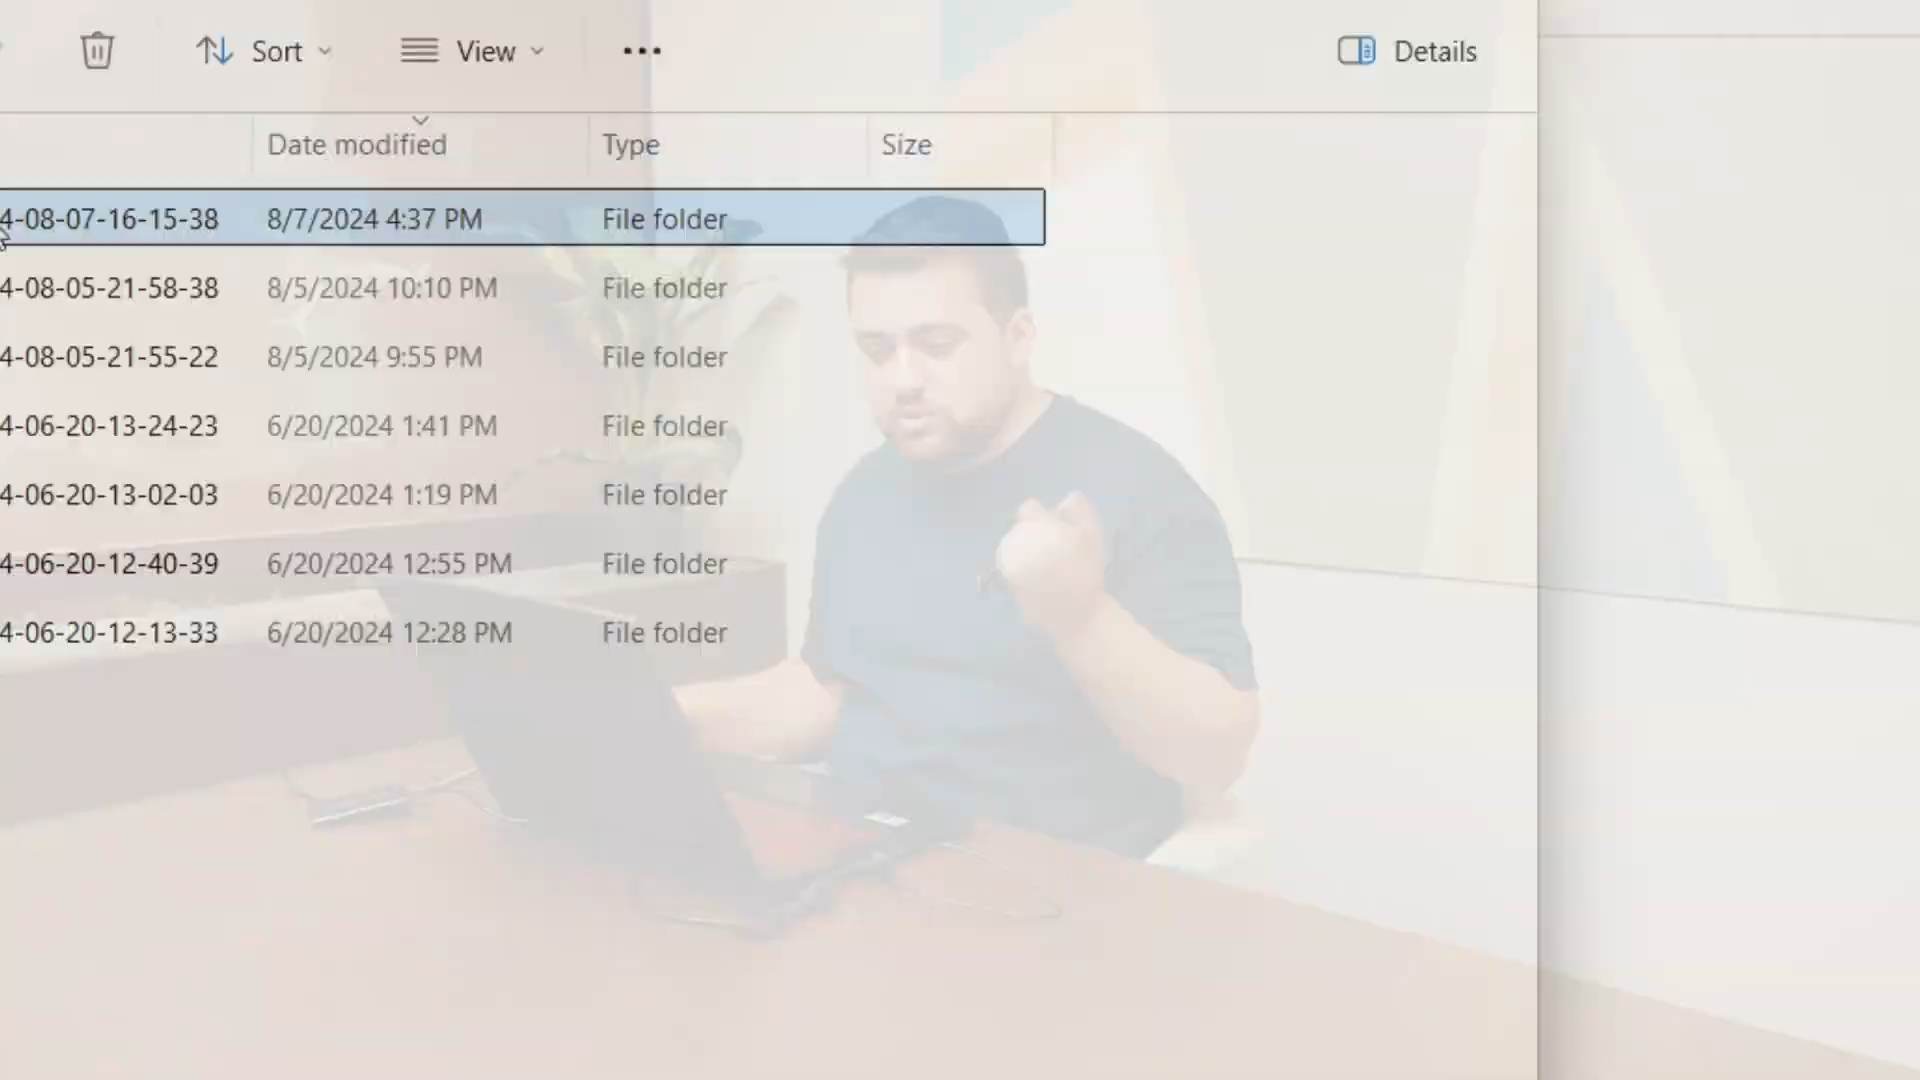 Sort View ••• Details
Date modified Type Size
4-08-07-16-15-38 8/7/2024 4:37 PM File folder
4-08-05-21-58-38 8/5/2024 10:10 PM File folder
4-08-05-21-55-22 8/5/2024 9:55 PM File folder
4-06-20-13-24-23 6/20/2024 1:41 PM File folder
4-06-20-13-02-03 6/20/2024 1:19 PM File folder
4-06-20-12-40-39 6/20/2024 12:55 PM File folder
4-06-20-12-13-33 6/20/2024 12:28 PM File folder